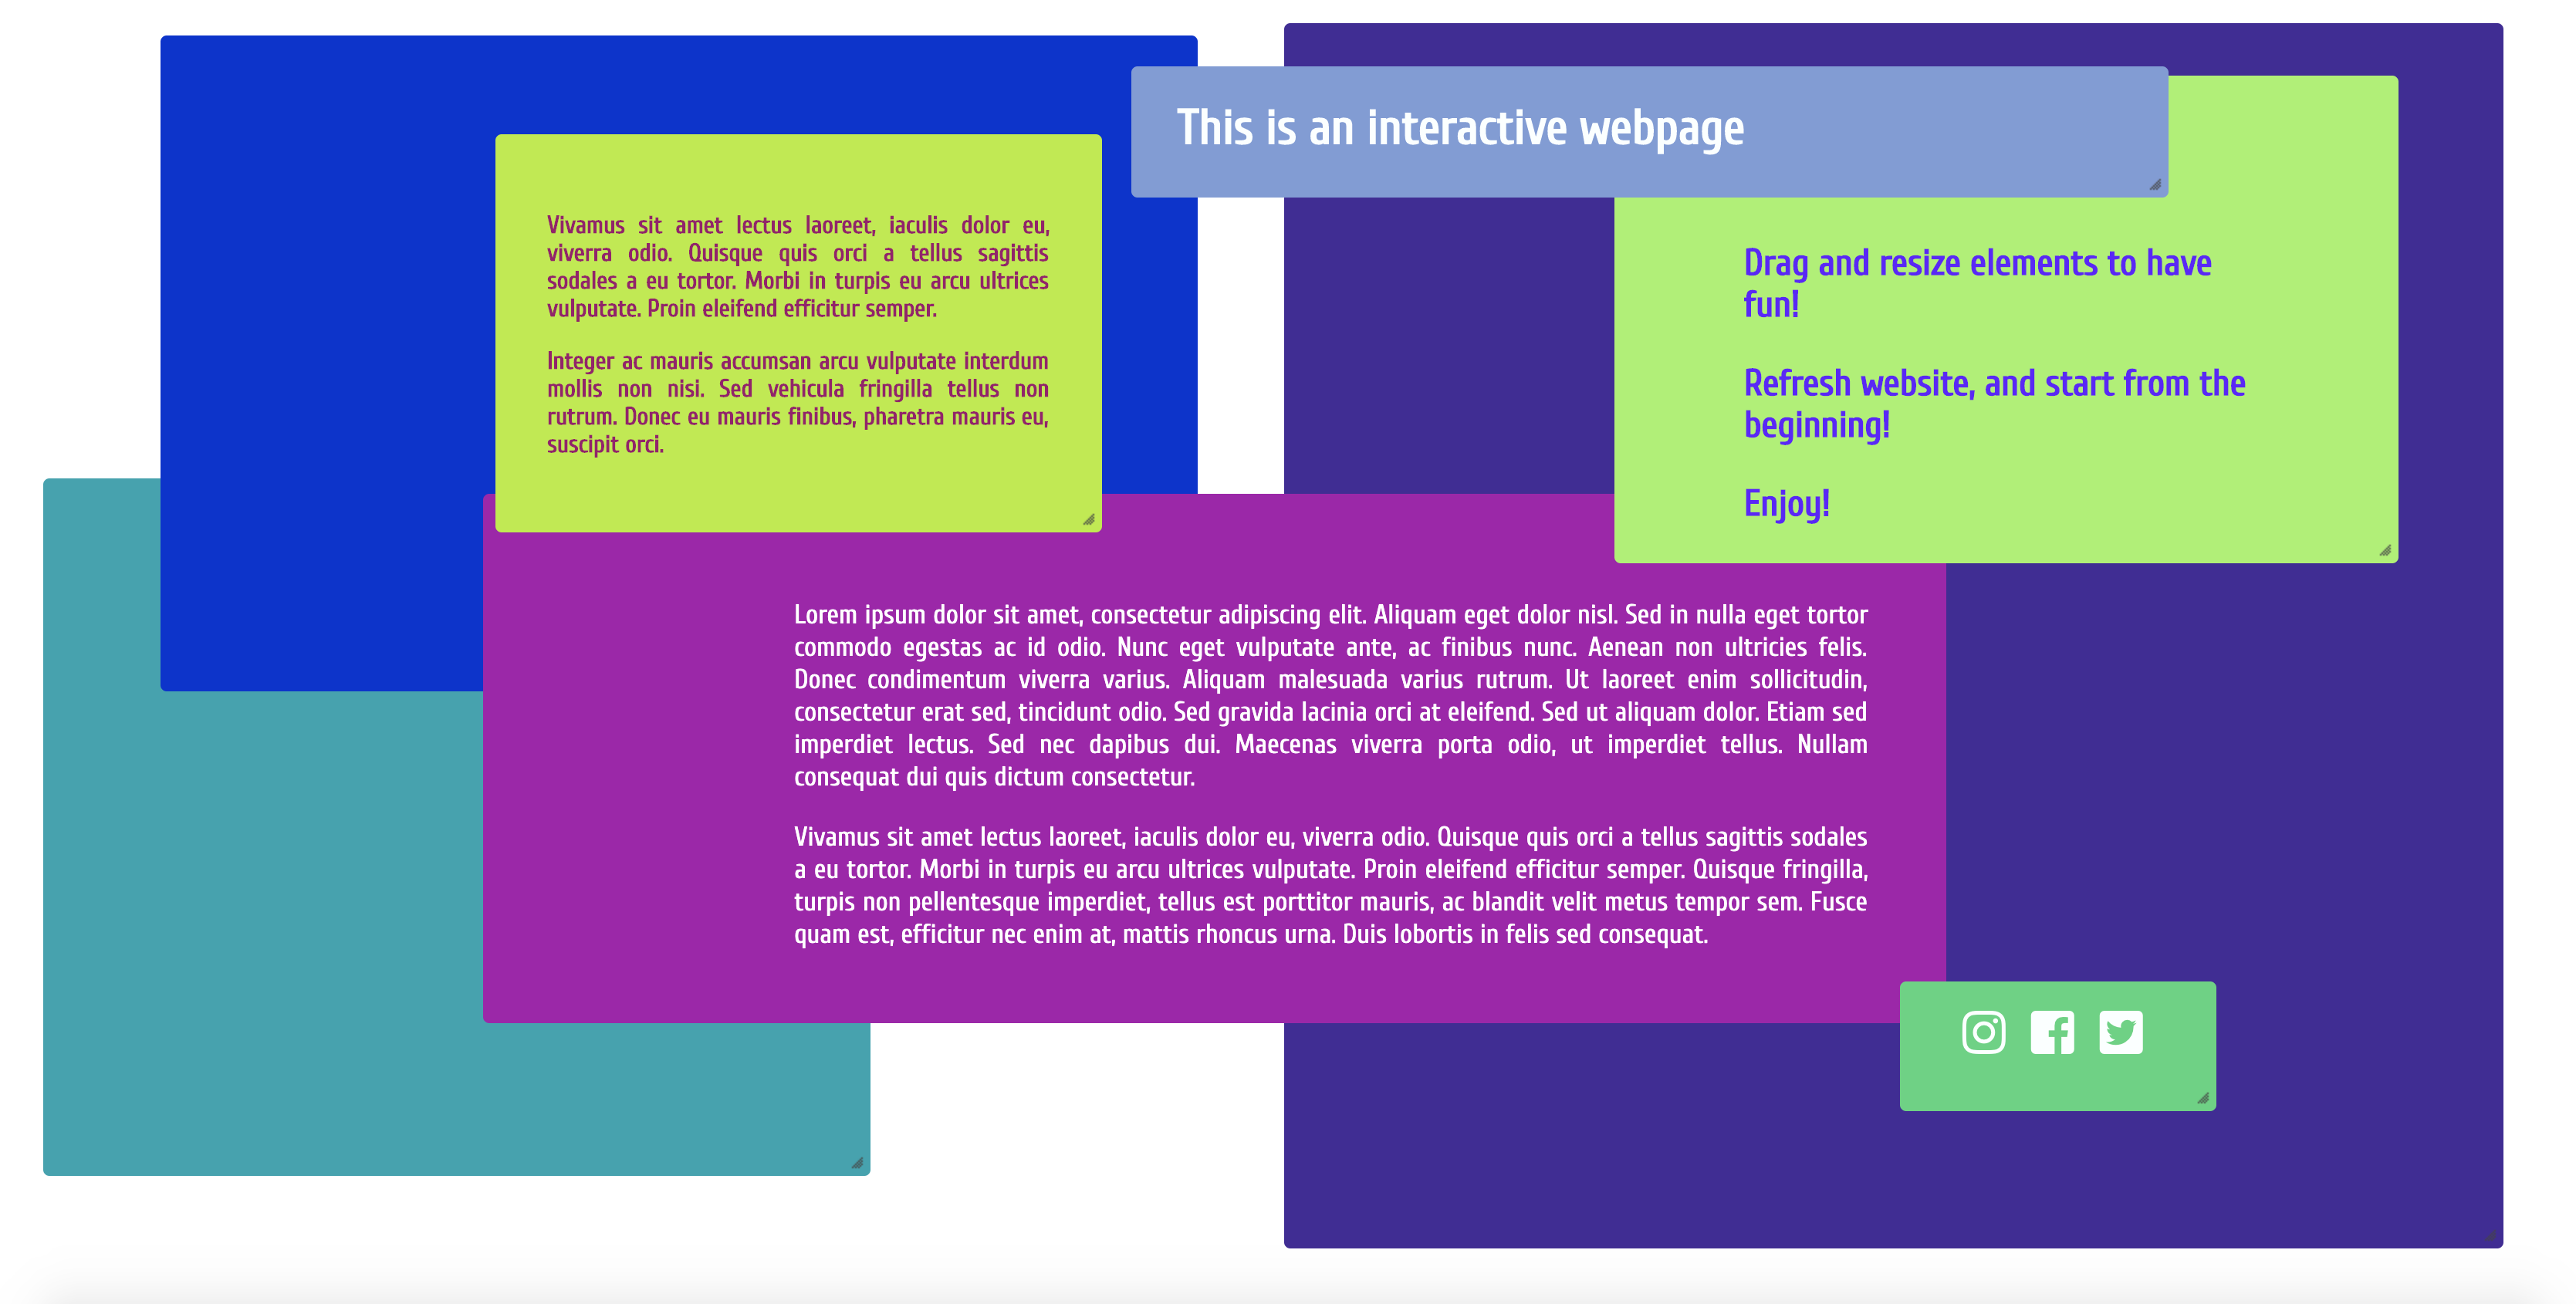 This is an interactive webpage
Vivamus sit amet lectus laoreet, iaculis dolor eu,
viverra odio. Quisque quis orci a tellus sagittis
sodales a eu tortor. Morbi in turpis eu arcu ultrices
vulputate. Proin eleifend efficitur semper.
Integer ac mauris accumsan arcu vulputate interdum
mollis non nisi. Sed vehicula fringilla tellus non
rutrum. Donec eu mauris finibus, pharetra mauris eu,
suscipit orci.
Drag and resize elements to have
fun!
Refresh website, and start from the
beginning!
Enjoy!
Lorem ipsum dolor sit amet, consectetur adipiscing elit. Aliquam eget dolor nisl. Sed in nulla eget tortor
commodo egestas ac id odio. Nunc eget vulputate ante, ac finibus nunc. Aenean non ultricies felis.
Donec condimentum viverra varius. Aliquam malesuada varius rutrum. Ut laoreet enim sollicitudin,
consectetur erat sed, tincidunt odio. Sed gravida lacinia orci at eleifend. Sed ut aliquam dolor. Etiam sed
imperdiet lectus. Sed nec dapibus dui. Maecenas viverra porta odio, ut imperdiet tellus. Nullam
consequat dui quis dictum consectetur.
Vivamus sit amet lectus laoreet, iaculis dolor eu, viverra odio. Quisque quis orci a tellus sagittis sodales
a eu tortor. Morbi in turpis eu arcu ultrices vulputate. Proin eleifend efficitur semper. Quisque fringilla,
turpis non pellentesque imperdiet, tellus est porttitor mauris, ac blandit velit metus tempor sem. Fusce
quam est, efficitur nec enim at, mattis rhoncus urna. Duis lobortis in felis sed consequat.